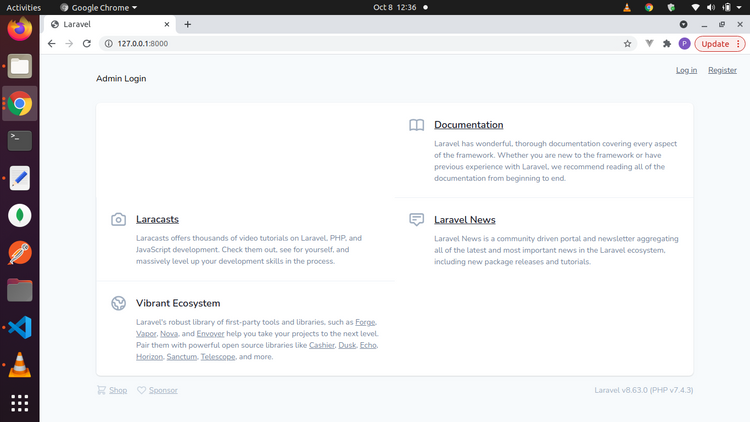 Activities
Google Chrome
Oct 8 12:36
Laravel
127.0.0.1:8000
P
Update
Log in Register
Admin Login
Documentation
Laravel has wonderful, thorough documentation covering every aspect
of the framework. Whether you are new to the framework or have
previous experience with Laravel, we recommend reading all of the
documentation from beginning to end.
Laracasts
Laracasts offers thousands of video tutorials on Laravel, PHP, and
JavaScript development. Check them out, see for yourself, and
massively level up your development skills in the process.
Laravel News
Laravel News is a community driven portal and newsletter aggregating
all of the latest and most important news in the Laravel ecosystem,
including new package releases and tutorials.
Vibrant Ecosystem
Laravel's robust library of first-party tools and libraries, such as Forge,
Vapor, Nova, and Envoyer help you take your projects to the next level.
Pair them with powerful open source libraries like Cashier, Dusk, Echo,
Horizon, Sanctum, Telescope, and more.
Shop Sponsor
Laravel v8.63.0 (PHP v7.4.3)